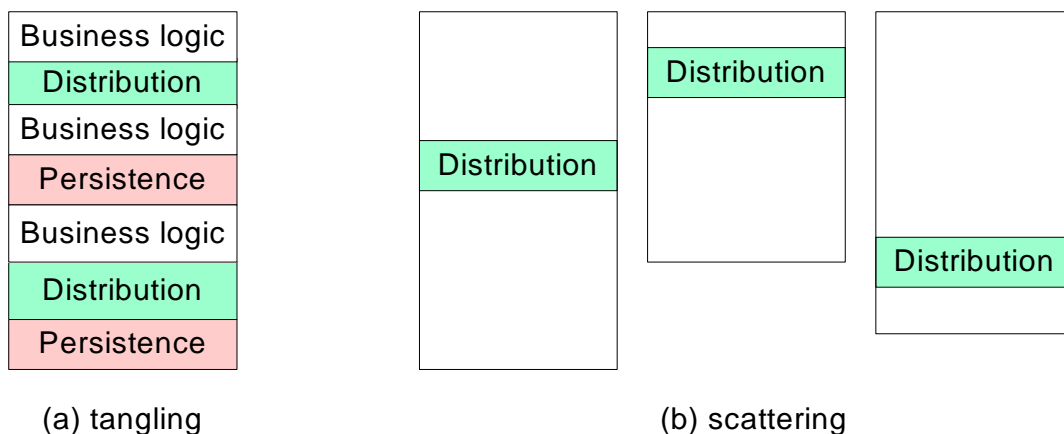 Business logic
Distribution
Business logic
Persistence
Business logic
Distribution
Persistence
(a) tangling
Distribution
Distribution
Distribution
(b) scattering